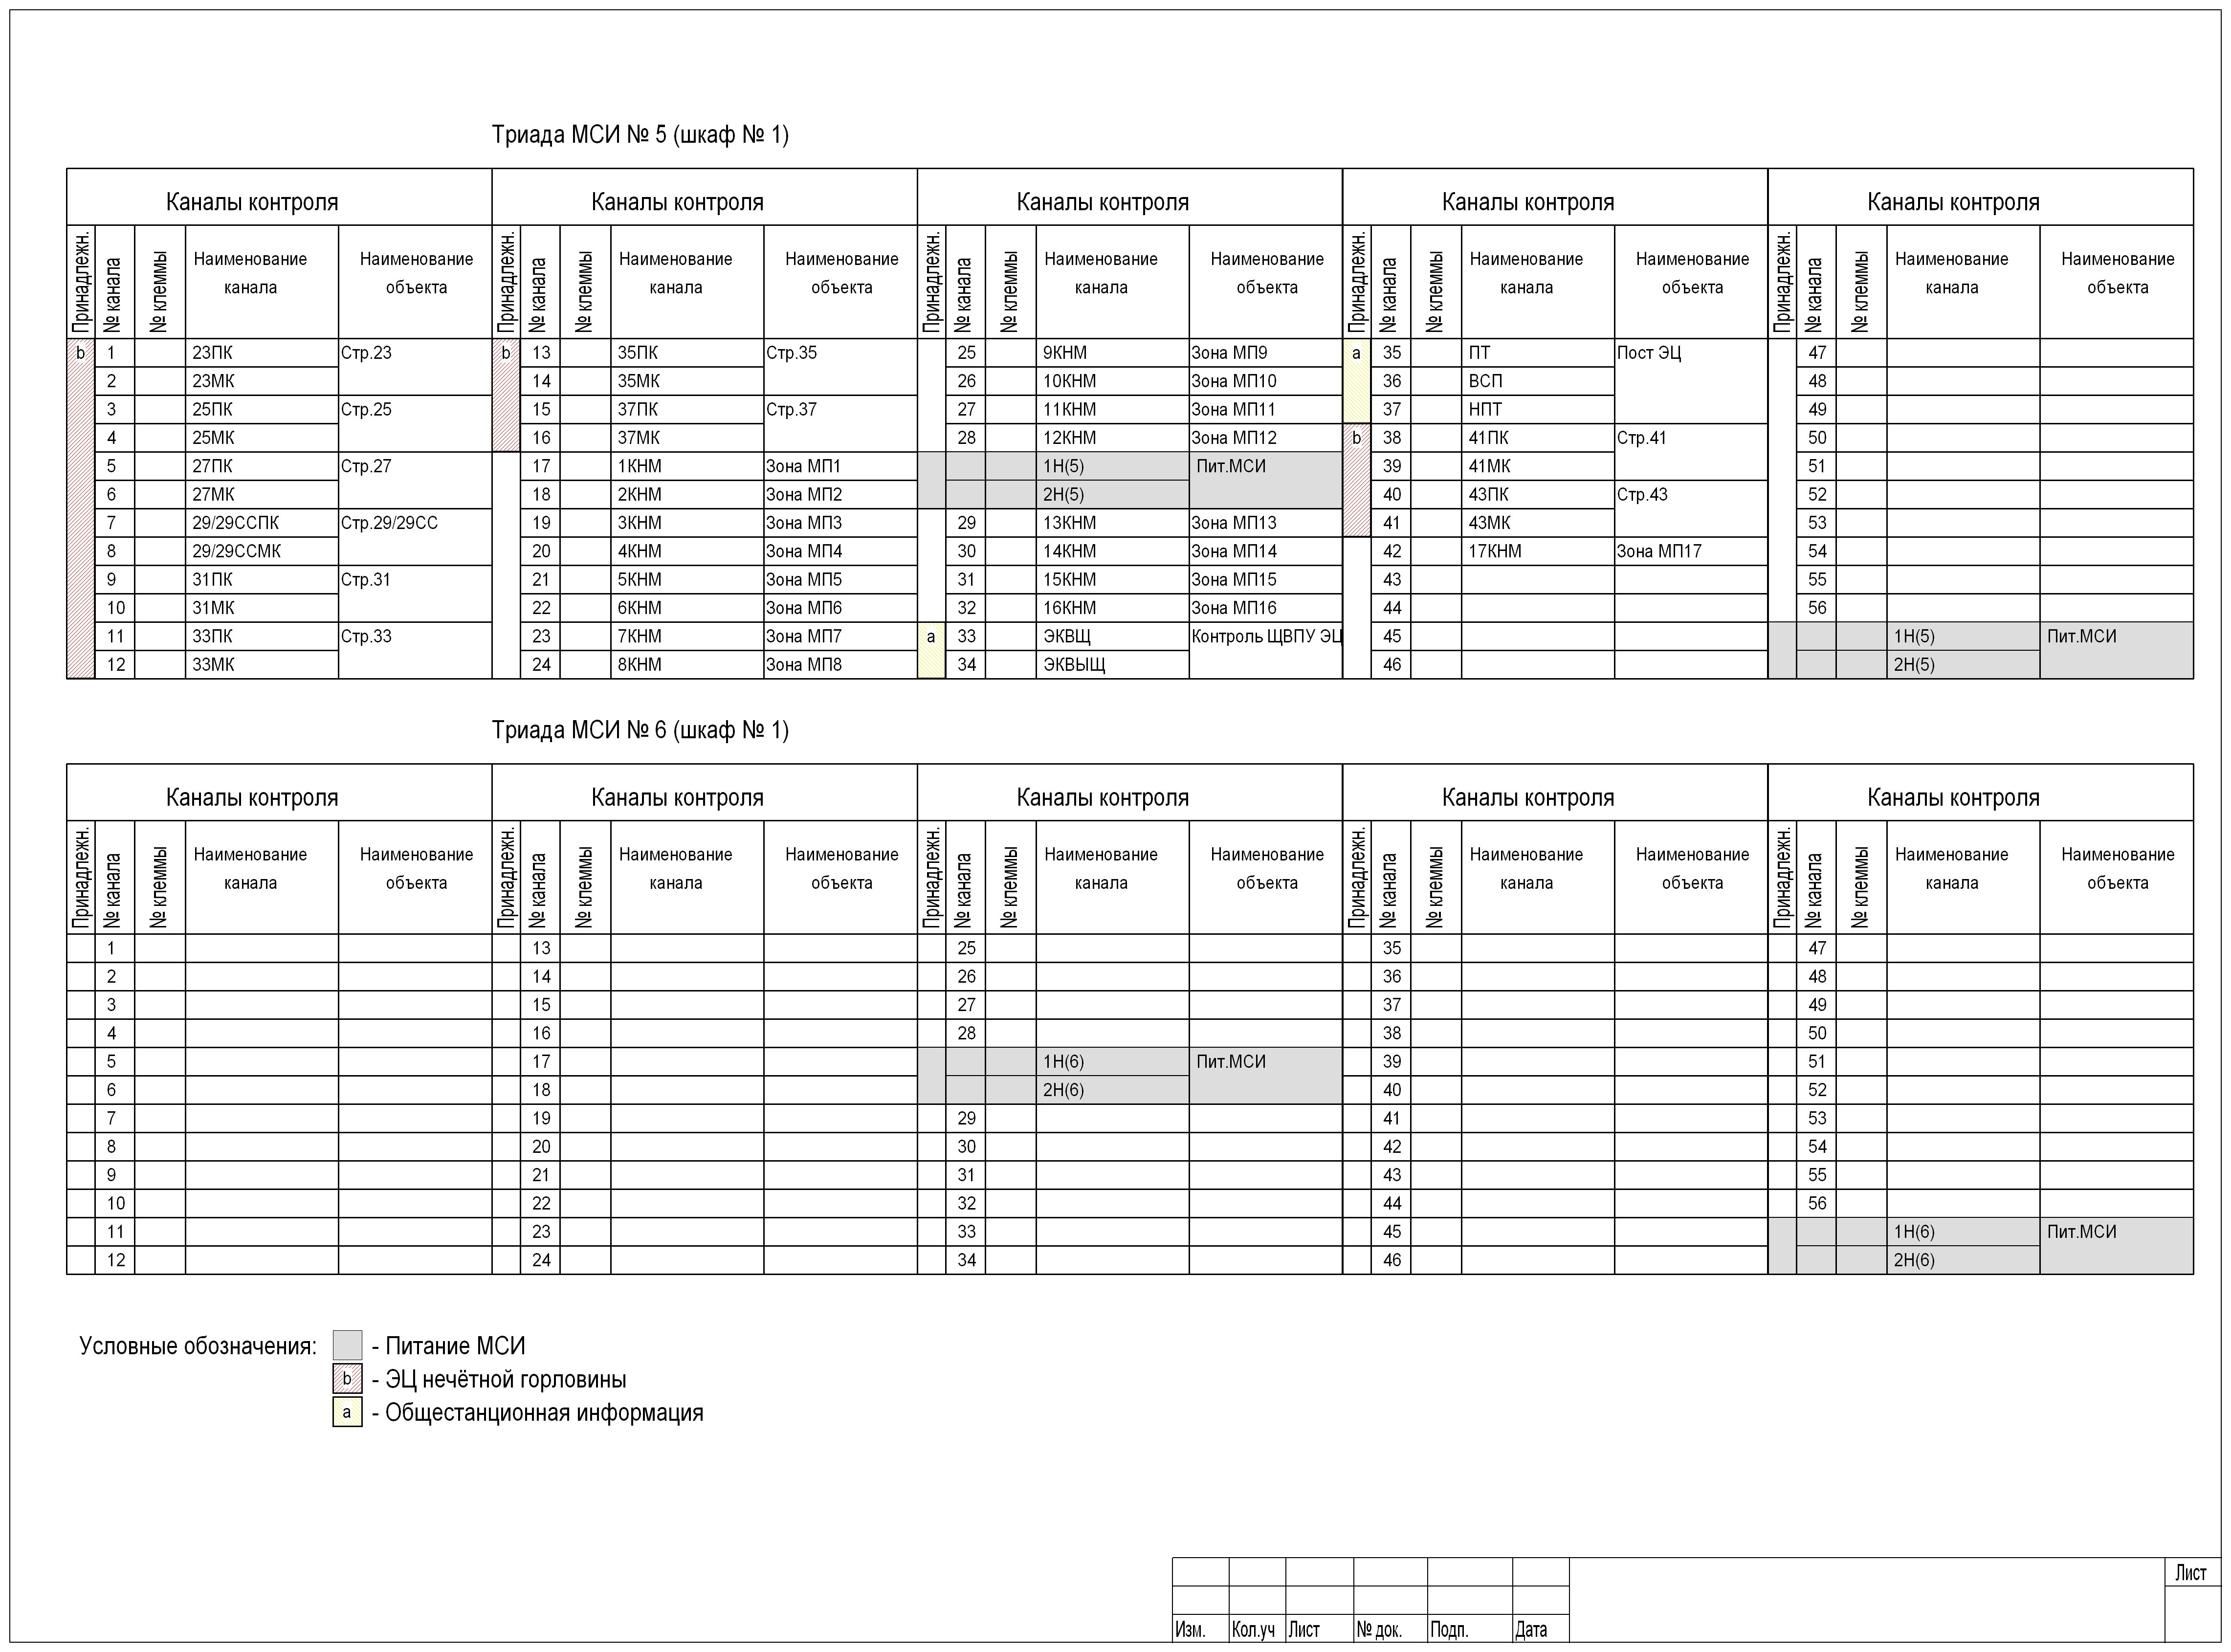 Триада МСИ № 5 (шкаф № 1)
Каналы контроля Каналы контроля Каналы контроля Каналы контроля Каналы контроля
Принадлежн. № канала № клеммы Наименование канала Наименование объекта Принадлежн. № канала № клеммы Наименование канала Наименование объекта Принадлежн. № канала № клеммы Наименование канала Наименование объекта Принадлежн. № канала № клеммы Наименование канала Наименование объекта Принадлежн. № канала № клеммы Наименование канала Наименование объекта
b 1 23ПК Стр.23 b 13 35ПК Стр.35 25 9КНМ Зона МП9 a 35 ПТ Пост ЭЦ 47
2 23МК 14 35МК 26 10КНМ Зона МП10 36 ВСП 48
3 25ПК Стр.25 15 37ПК Стр.37 27 11КНМ Зона МП11 37 НПТ 49
4 25МК 16 37МК 28 12КНМ Зона МП12 b 38 41ПК Стр.41 50
5 27ПК Стр.27 17 1КНМ Зона МП1 1Н(5) Пит.МСИ 39 41МК 51
6 27МК 18 2КНМ Зона МП2 2Н(5) 40 43ПК Стр.43 52
7 29/29ССПК Стр.29/29СС 19 3КНМ Зона МП3 29 13КНМ Зона МП13 41 43МК 53
8 29/29ССМК 20 4КНМ Зона МП4 30 14КНМ Зона МП14 42 17КНМ Зона МП17 54
9 31ПК Стр.31 21 5КНМ Зона МП5 31 15КНМ Зона МП15 43 55
10 31МК 22 6КНМ Зона МП6 32 16КНМ Зона МП16 44 56
11 33ПК Стр.33 23 7КНМ Зона МП7 a 33 ЭКВЩ Контроль ЩВПУ ЭЦ 45 1Н(5) Пит.МСИ
12 33МК 24 8КНМ Зона МП8 34 ЭКВЫЩ 46 2Н(5)
Триада МСИ № 6 (шкаф № 1)
Каналы контроля Каналы контроля Каналы контроля Каналы контроля Каналы контроля
Принадлежн. № канала № клеммы Наименование канала Наименование объекта Принадлежн. № канала № клеммы Наименование канала Наименование объекта Принадлежн. № канала № клеммы Наименование канала Наименование объекта Принадлежн. № канала № клеммы Наименование канала Наименование объекта Принадлежн. № канала № клеммы Наименование канала Наименование объекта
1 13 25 35 47
2 14 26 36 48
3 15 27 37 49
4 16 28 38 50
5 17 1Н(6) Пит.МСИ 39 51
6 18 2Н(6) 40 52
7 19 29 41 53
8 20 30 42 54
9 21 31 43 55
10 22 32 44 56
11 23 33 45 1Н(6) Пит.МСИ
12 24 34 46 2Н(6)
Условные обозначения: - Питание МСИ
b - ЭЦ нечётной горловины
a - Общестанционная информация
Лист
Изм. Кол.уч Лист № док. Подп. Дата